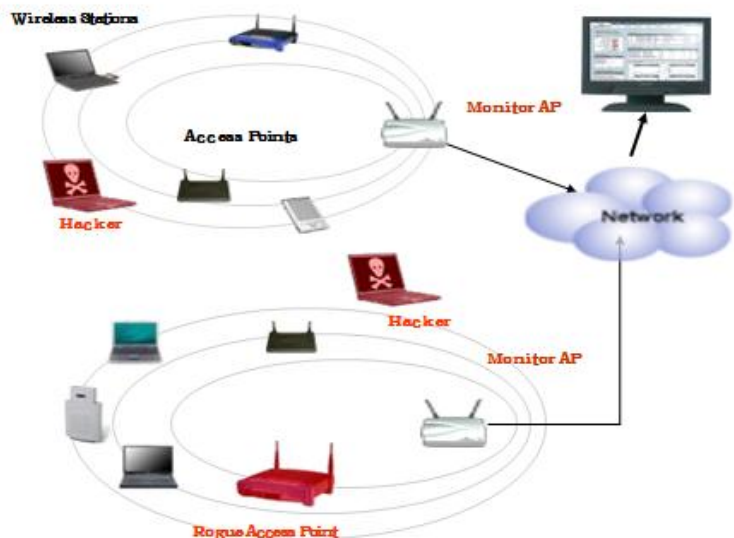 Wireless Stations
Monitor AP
Access Points
Hacker
Network
Hacker
Monitor AP
Rogue Access Point